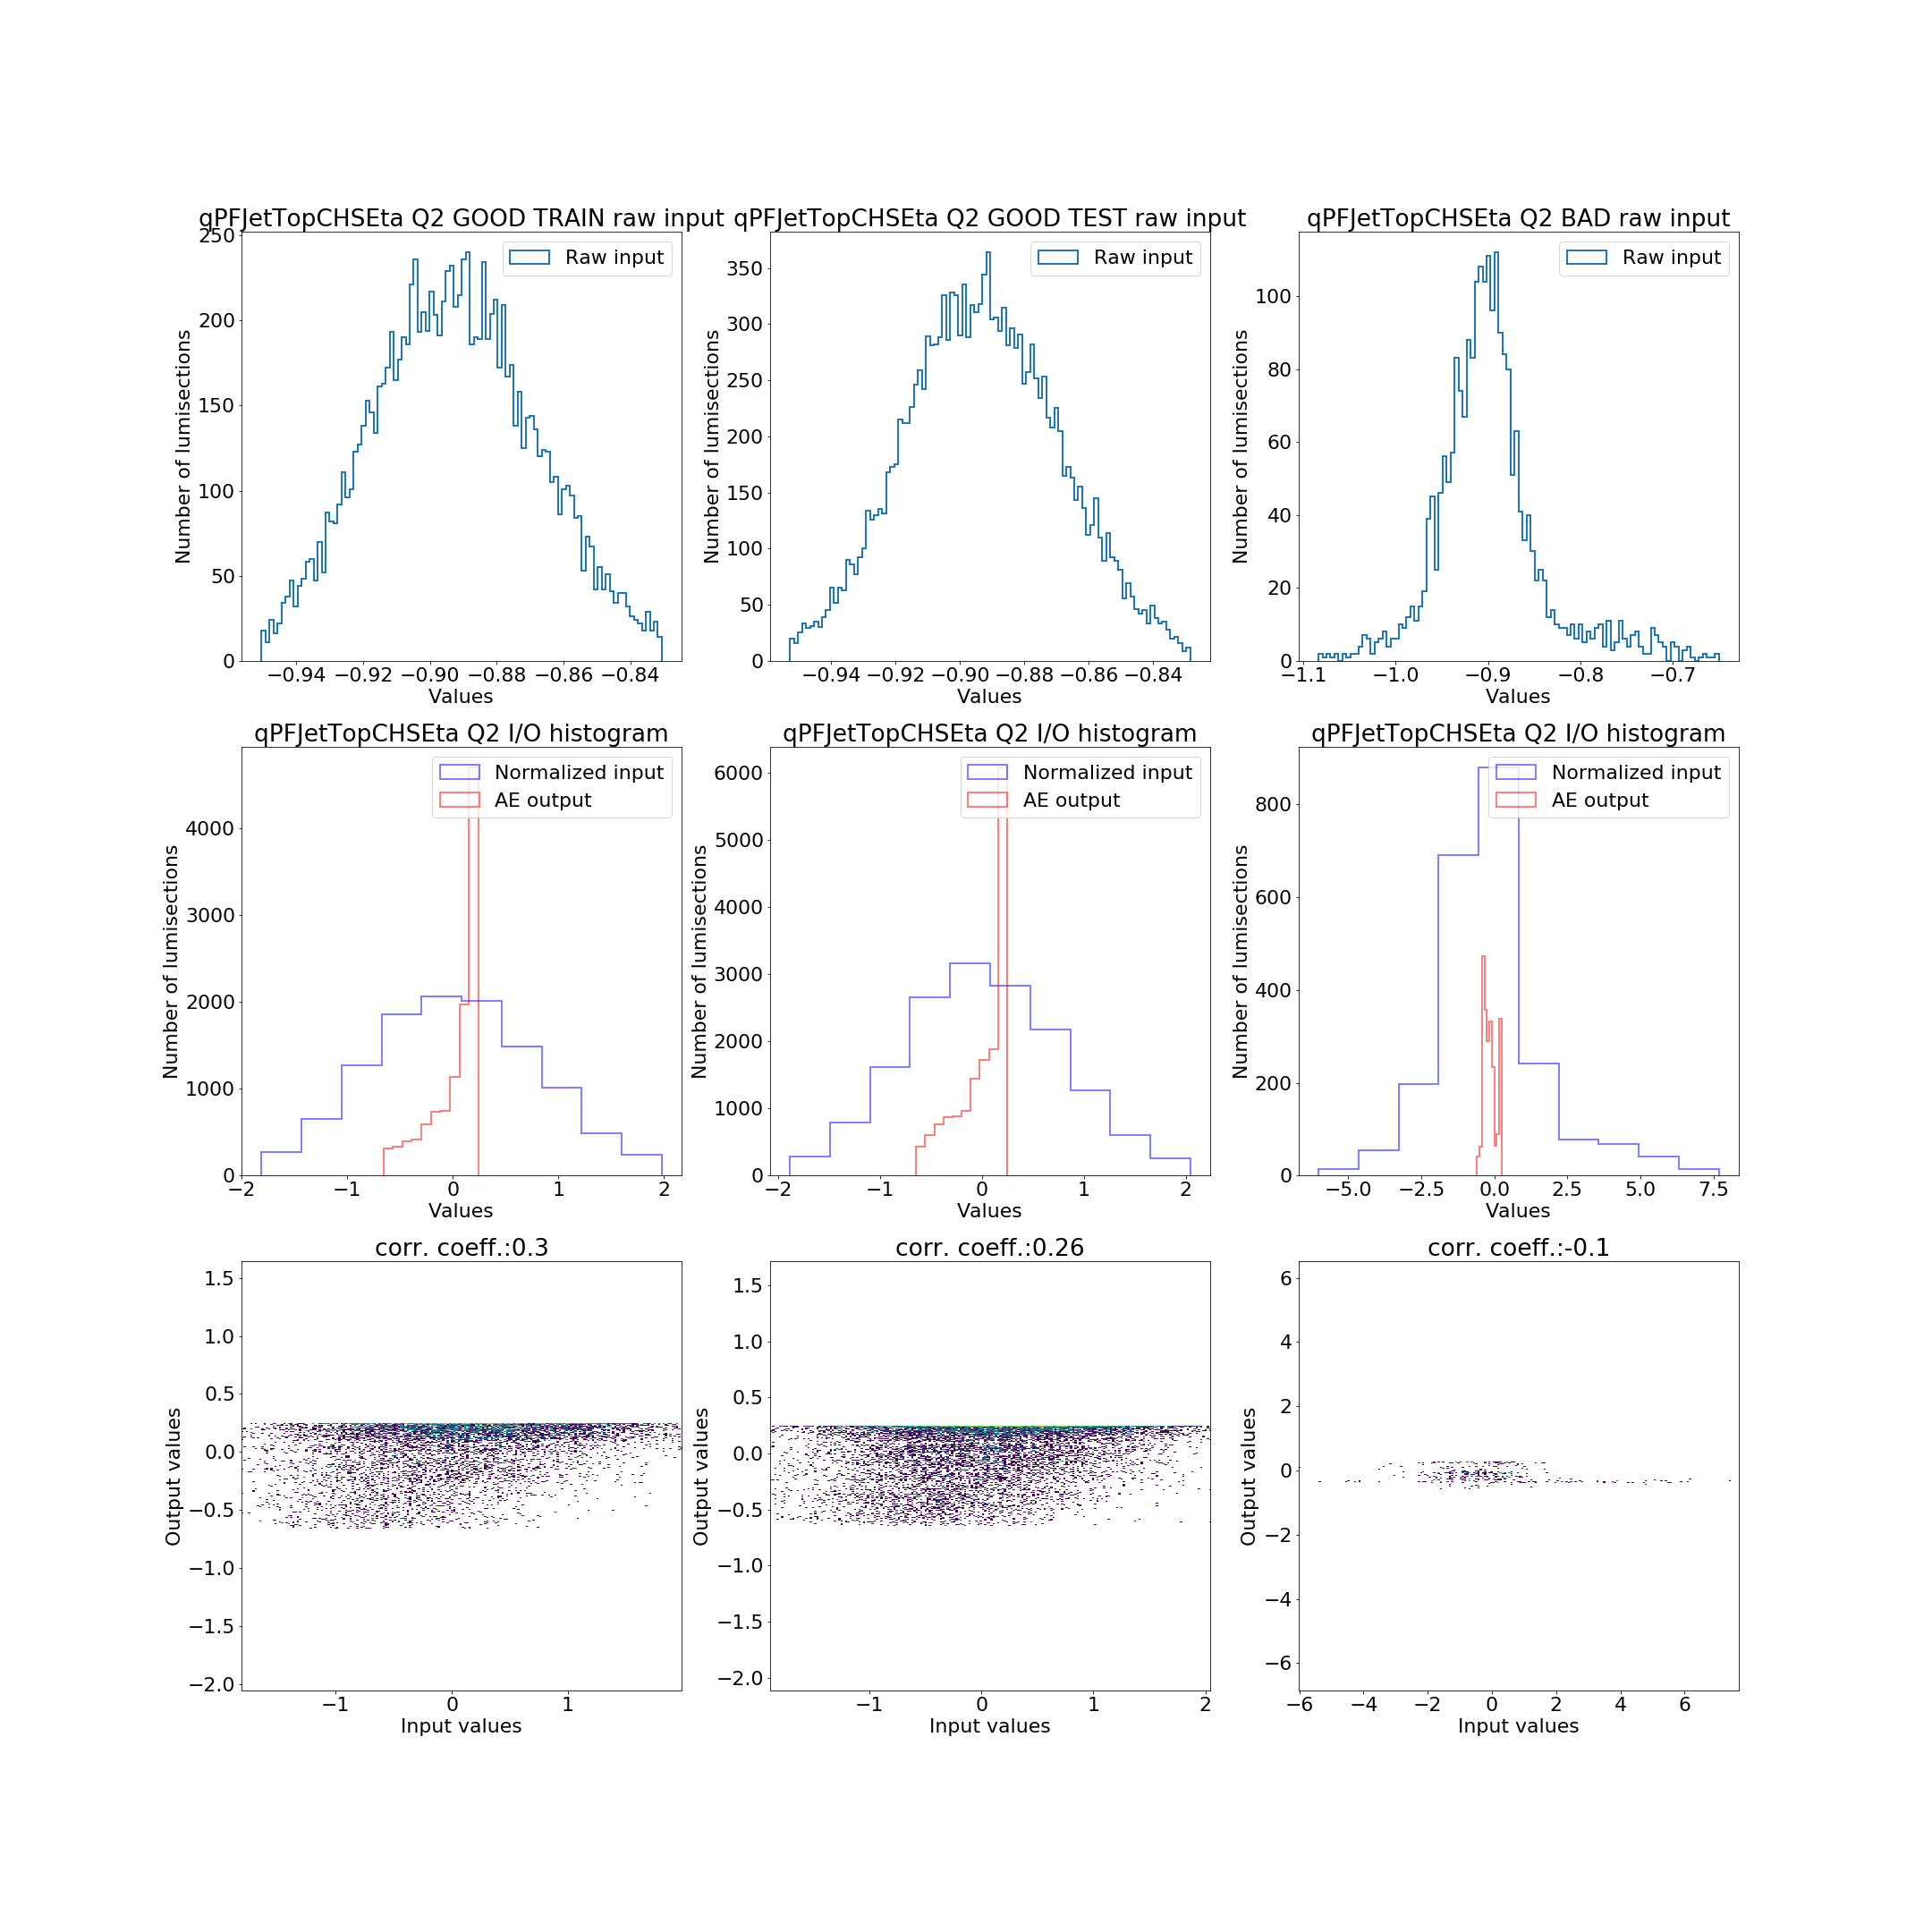 qPFJetTopCHSEta Q2 GOOD TRAIN raw input
250
200
150
100
50
0
Number of lumisections
Raw input
−0.94 −0.92 −0.90 −0.88 −0.86 −0.84
Values
qPFJetTopCHSEta Q2 GOOD TEST raw input
350
300
250
200
150
100
50
0
Number of lumisections
Raw input
−0.94 −0.92 −0.90 −0.88 −0.86 −0.84
Values
qPFJetTopCHSEta Q2 BAD raw input
100
80
60
40
20
0
Number of lumisections
Raw input
−1.1 −1.0 −0.9 −0.8 −0.7
Values
qPFJetTopCHSEta Q2 I/O histogram
4000
3000
2000
1000
0
Number of lumisections
Normalized input
AE output
−2 −1 0 1 2
Values
qPFJetTopCHSEta Q2 I/O histogram
6000
5000
4000
3000
2000
1000
0
Number of lumisections
Normalized input
AE output
−2 −1 0 1 2
Values
qPFJetTopCHSEta Q2 I/O histogram
800
600
400
200
0
Number of lumisections
Normalized input
AE output
−5.0 −2.5 0.0 2.5 5.0 7.5
Values
corr. coeff.:0.3
1.5
1.0
0.5
0.0
−0.5
−1.0
−1.5
−2.0
Output values
−1 0 1
Input values
corr. coeff.:0.26
1.5
1.0
0.5
0.0
−0.5
−1.0
−1.5
−2.0
Output values
−1 0 1 2
Input values
corr. coeff.:-0.1
6
4
2
0
−2
−4
−6
Output values
−6 −4 −2 0 2 4 6
Input values